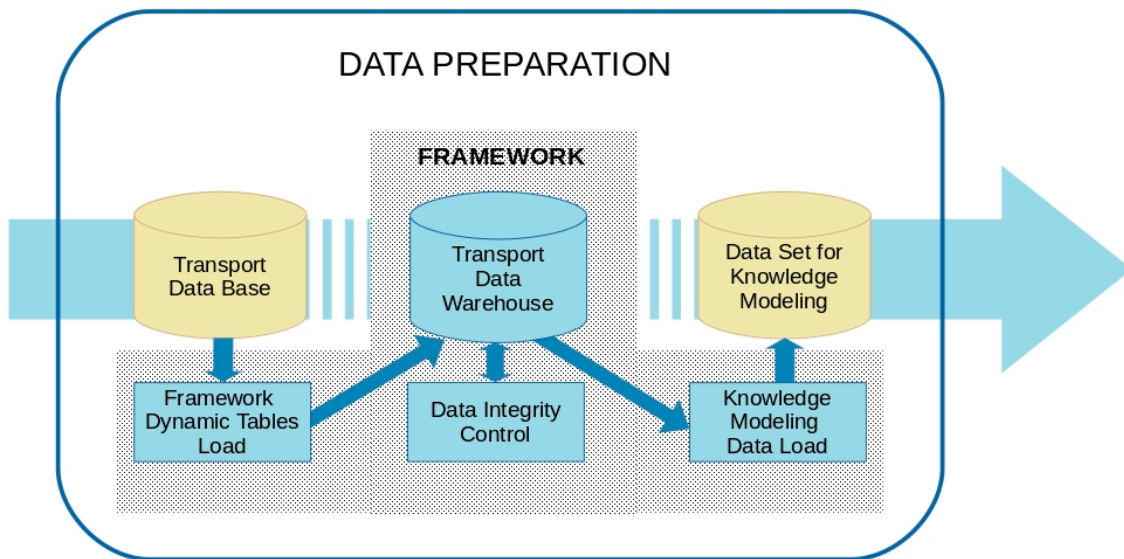 DATA PREPARATION
FRAMEWORK
Transport
Data Base
Transport
Data
Warehouse
Data Set for
Knowledge
Modeling
Framework
Dynamic Tables
Load
Data Integrity
Control
Knowledge
Modeling
Data Load